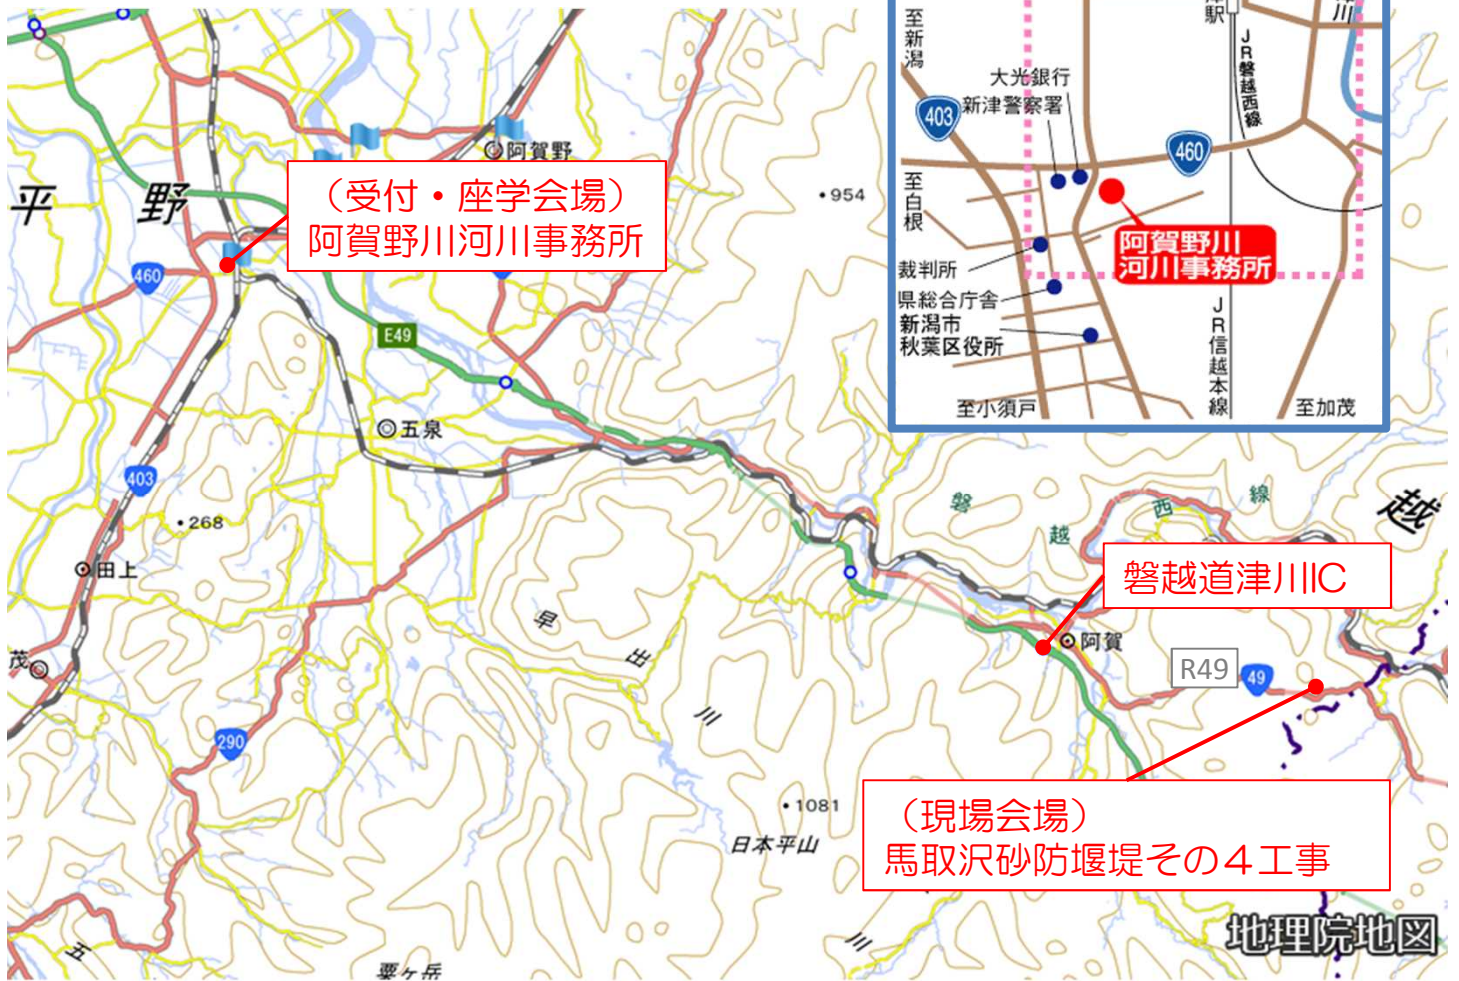 平野
阿賀野
（受付・座学会場）
阿賀野川河川事務所
460
E49
五泉
403
・268
田上
茂
290
・954
早出川
・1081
日本平山
五
粟ヶ岳
川
磐越西線
越
磐越道津川IC
阿賀
R49
49
（現場会場）
馬取沢砂防堰堤その４工事
地理院地図
至新潟
駅
川
JR磐越西線
大光銀行
新津警察署
403
460
至白根
阿賀野川
河川事務所
裁判所
県総合庁舎
新潟市
秋葉区役所
JR信越本線
至小須戸
至加茂